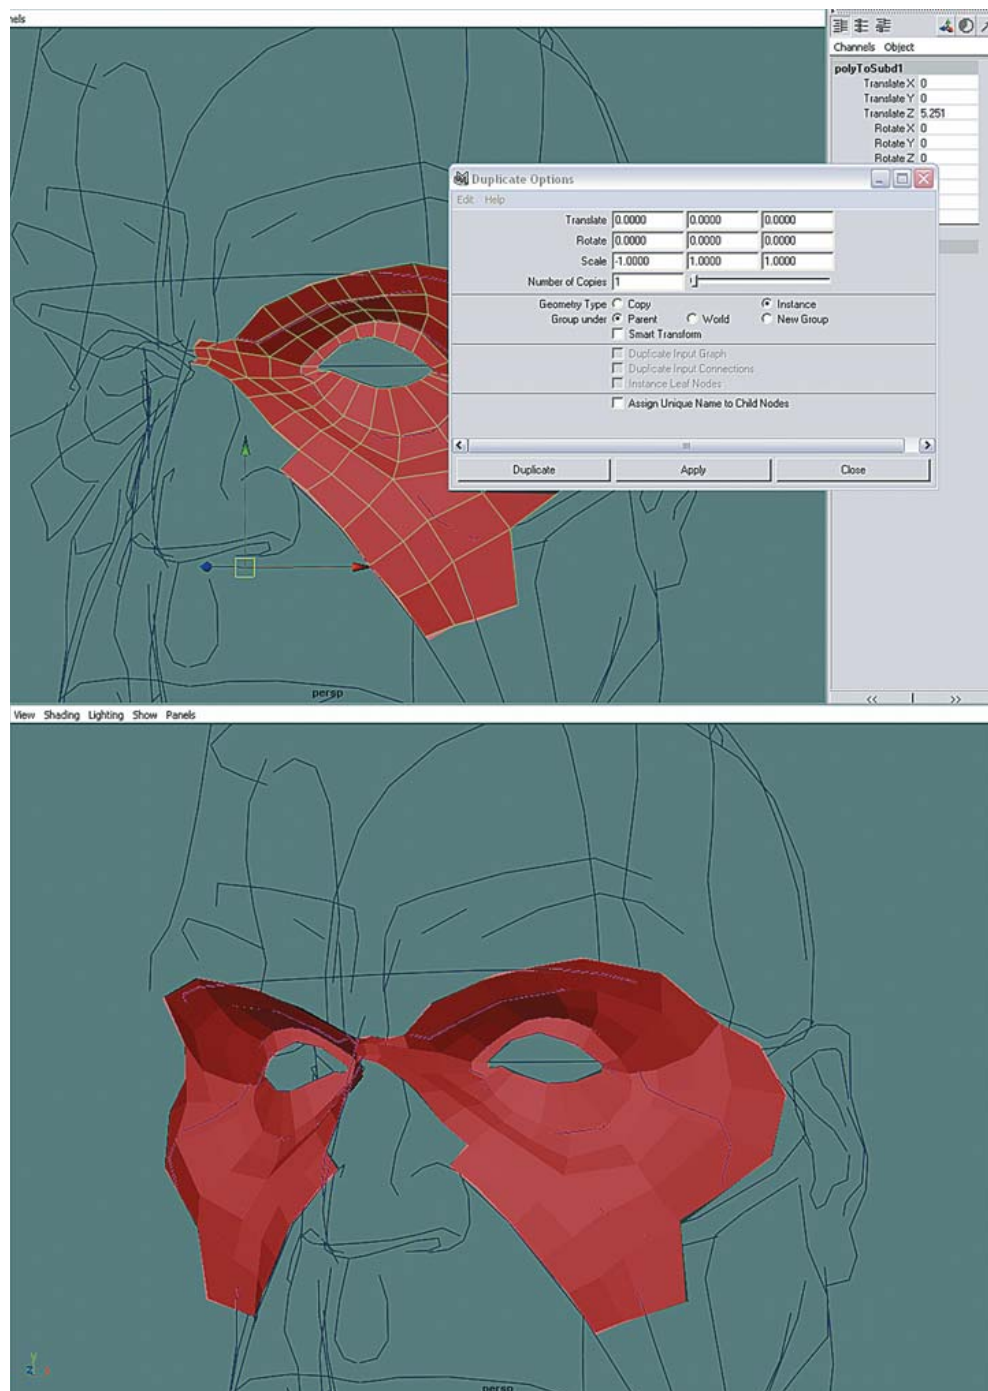 nels
Channels Object
polyToSubd1
Translate X 0
Translate Y 0
Translate Z 5.251
Rotate X 0
Rotate Y 0
Rotate Z 0
Duplicate Options
Edit Help
Translate 0.0000 0.0000 0.0000
Rotate 0.0000 0.0000 0.0000
Scale -1.0000 1.0000 1.0000
Number of Copies 1
Geometry Type Copy Instance
Group under Parent World New Group
Smart Transform
Duplicate Input Graph
Duplicate Input Connections
Instance Leaf Nodes
Assign Unique Name to Child Nodes
Duplicate Apply Close
persp
<< >>
View Shading Lighting Show Panels
y
z x
persp